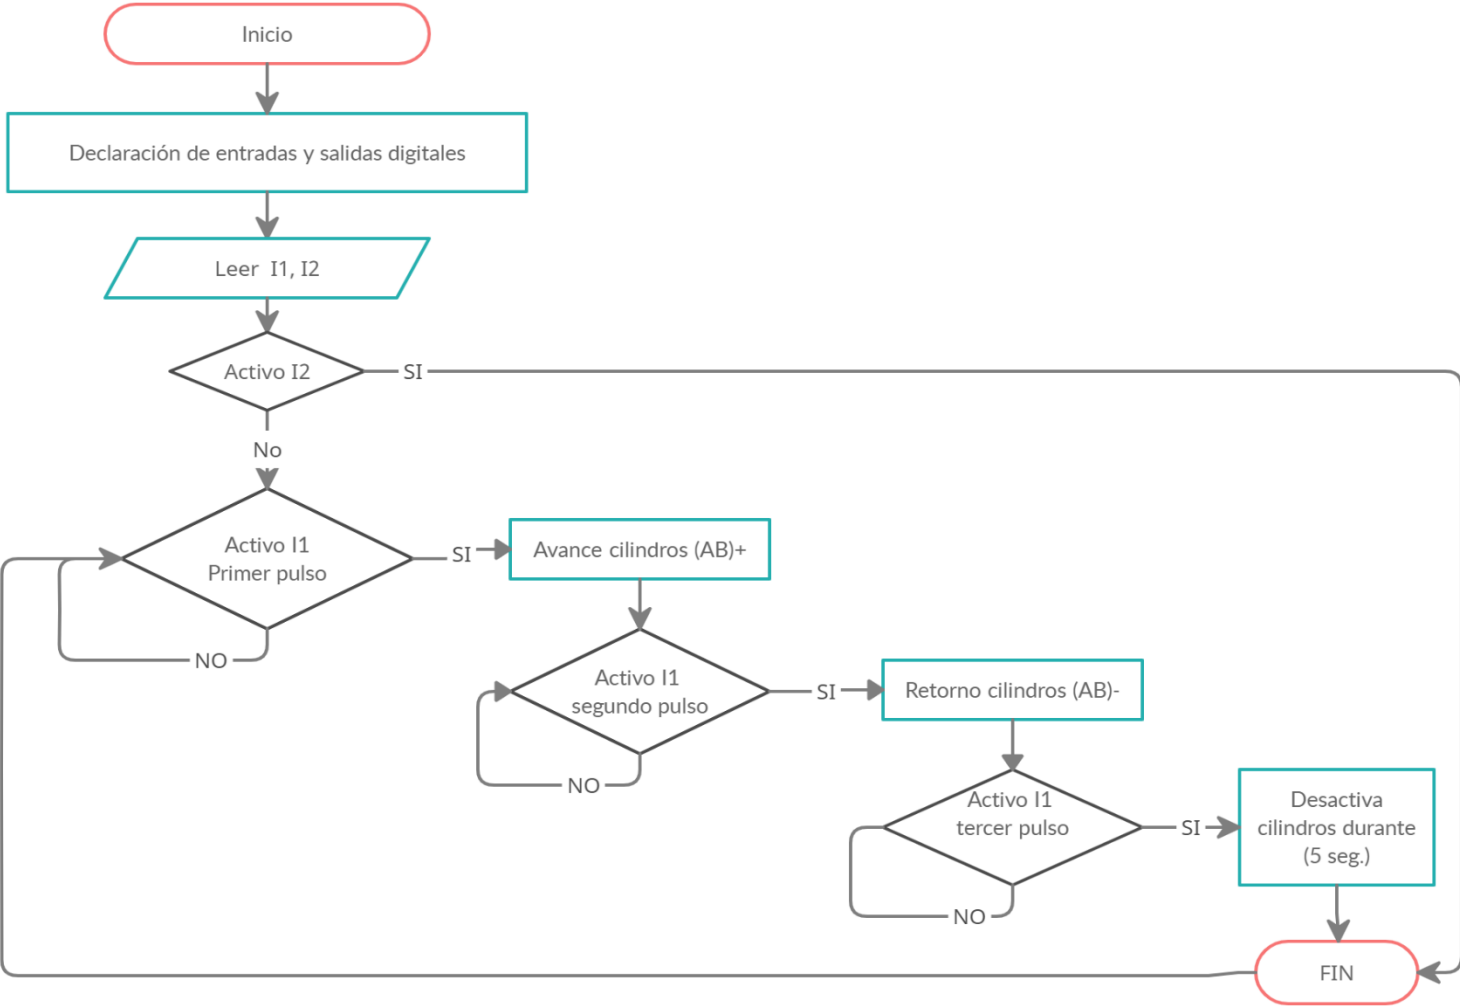 Inicio
Declaración de entradas y salidas digitales
Leer I1, I2
Activo I2
SI
No
Activo I1
Primer pulso
SI
NO
Avance cilindros (AB)+
Activo I1
segundo pulso
SI
NO
Retorno cilindros (AB)-
Activo I1
tercer pulso
SI
NO
Desactiva
cilindros durante
(5 seg.)
FIN